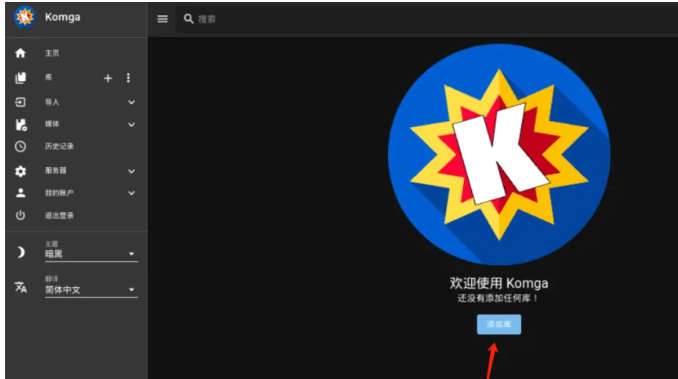 Komga
搜索
主页
库
导入
媒体
历史记录
服务器
我的账户
退出登录
主题
暗黑
翻译
简体中文
K
欢迎使用 Komga
还没有添加任何库！
添加库